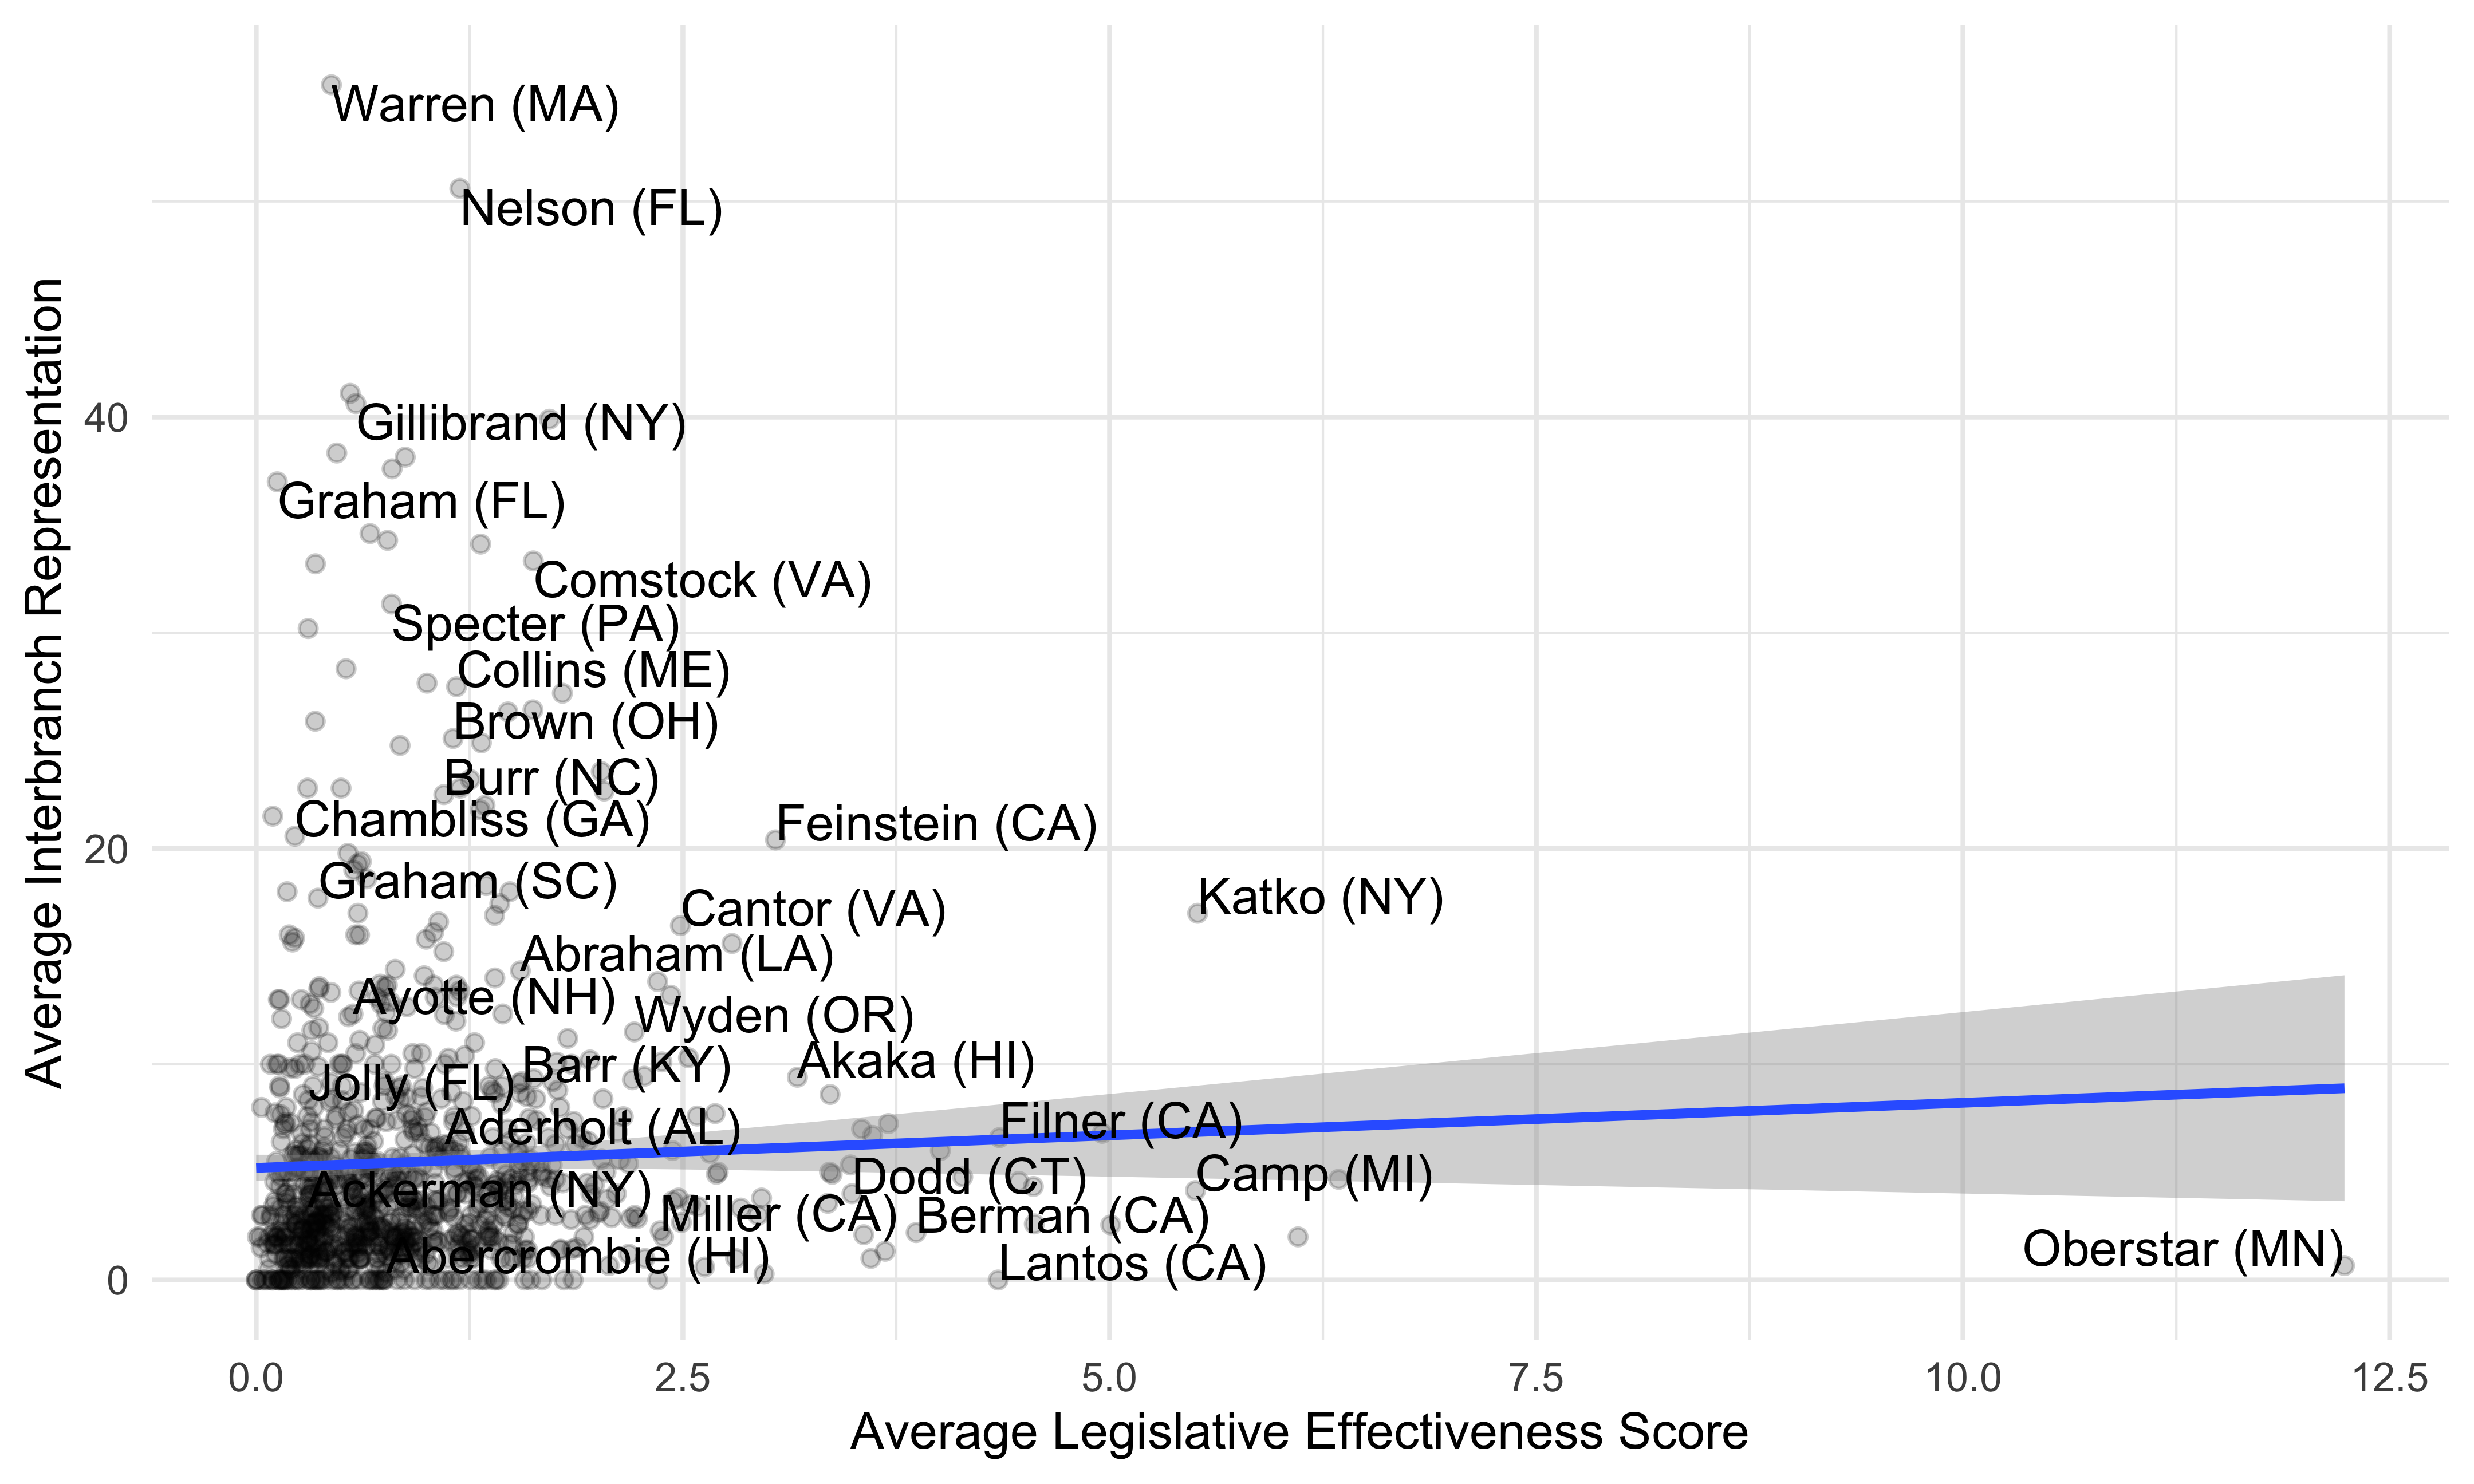 Warren (MA)
Nelson (FL)
Gillibrand (NY)
Graham (FL)
Comstock (VA)
Specter (PA)
Collins (ME)
Brown (OH)
Burr (NC)
Chambliss (GA)
Feinstein (CA)
Graham (SC)
Cantor (VA)
Katko (NY)
Abraham (LA)
Ayotte (NH)
Wyden (OR)
Barr (KY)
Akaka (HI)
Jolly (FL)
Aderholt (AL)
Filner (CA)
Ackerman (NY)
Dodd (CT)
Camp (MI)
Miller (CA)
Berman (CA)
Abercrombie (HI)
Lantos (CA)
Oberstar (MN)
40
20
0
Average Interbranch Representation
0.0 2.5 5.0 7.5 10.0 12.5
Average Legislative Effectiveness Score